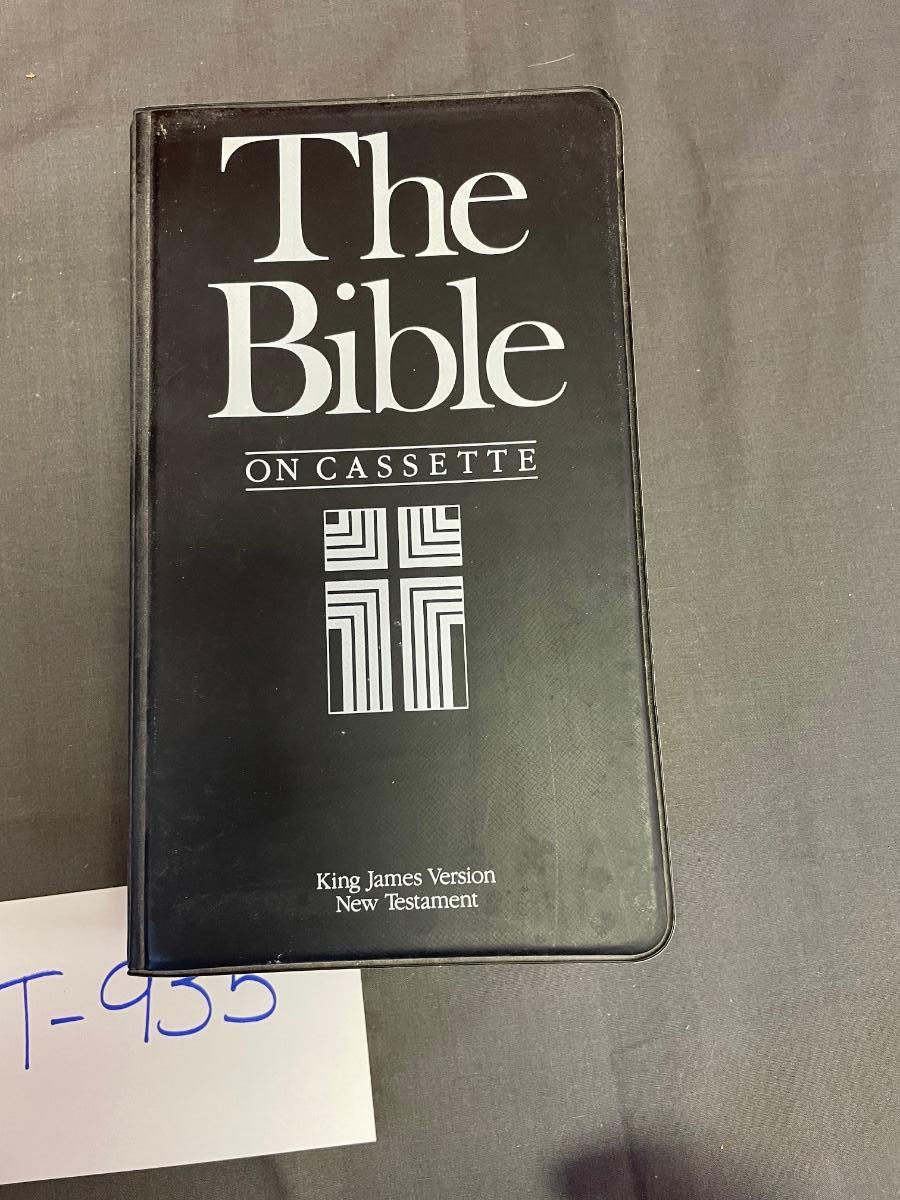 The
Bible
ON CASSETTE
King James Version
New Testament
T-935